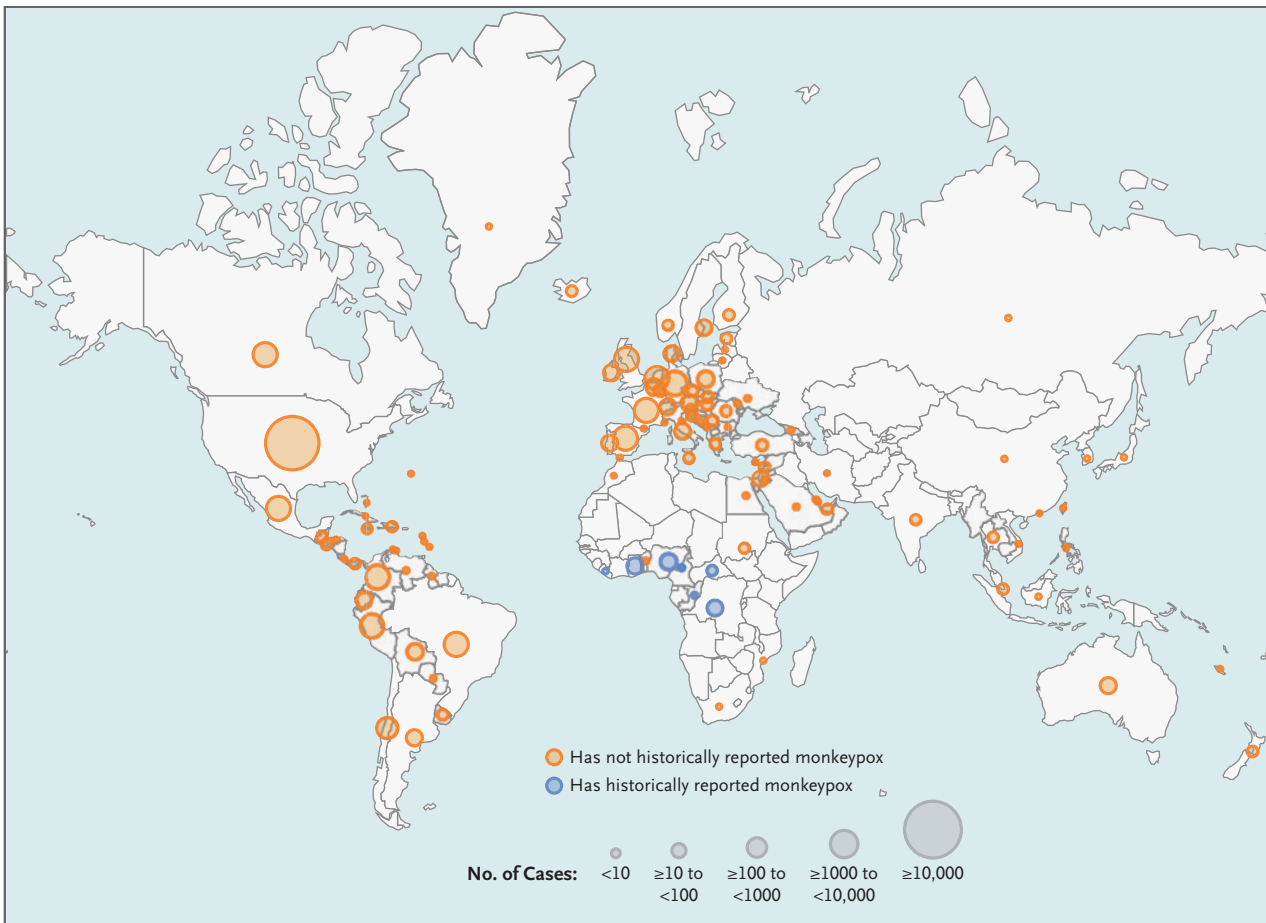 Has not historically reported monkeypox
Has historically reported monkeypox
No. of Cases:
<10
≥10 to
<100
≥100 to
<1000
≥1000 to
<10,000
≥10,000